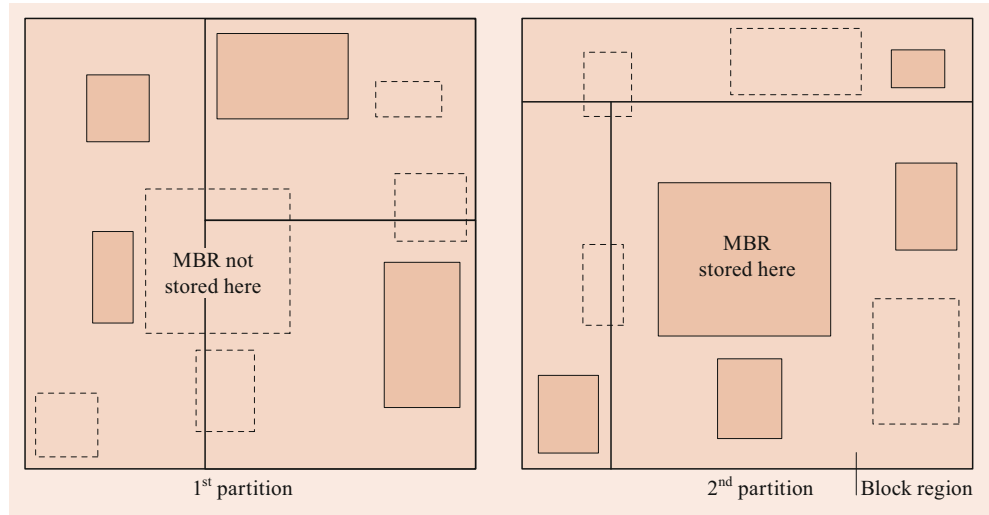 MBR not
stored here
MBR
stored here
1st partition
2nd partition
Block region